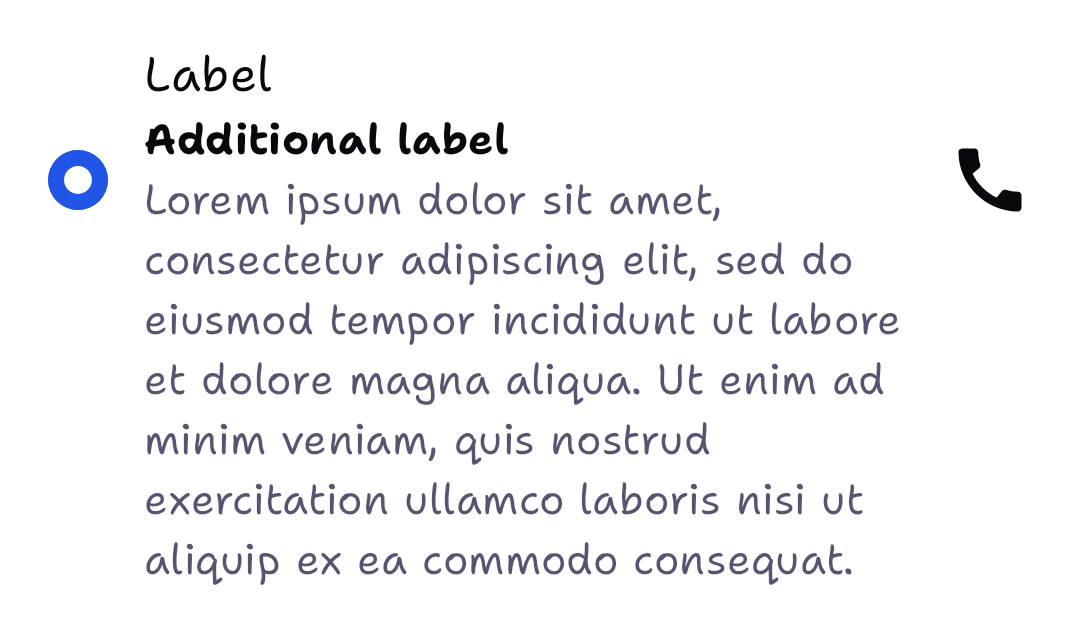 Label
Additional label
Lorem ipsum dolor sit amet,
consectetur adipiscing elit, sed do
eiusmod tempor incididunt ut labore
et dolore magna aliqua. Ut enim ad
minim veniam, quis nostrud
exercitation ullamco laboris nisi ut
aliquip ex ea commodo consequat.